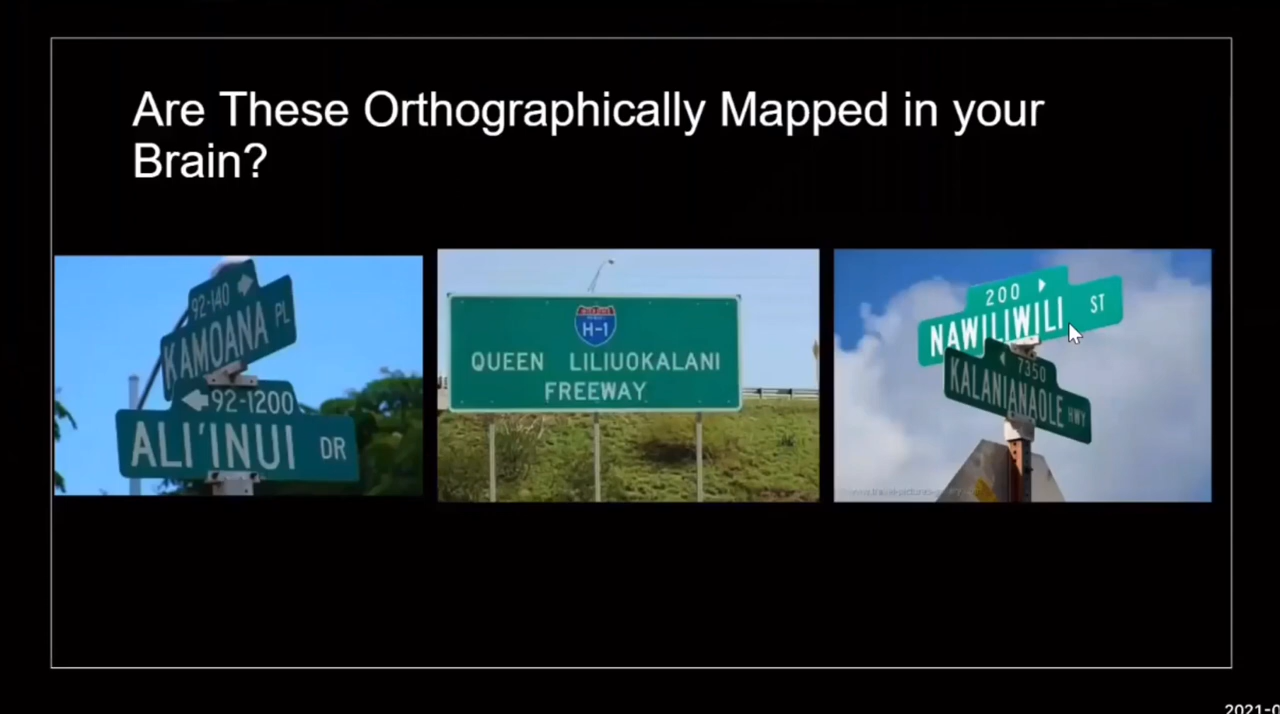 Are These Orthographically Mapped in your
Brain?
92-140
KAMOANA PL
92-1200
ALI'INUI DR
H-1
QUEEN LILIUOKALANI
FREEWAY
200
NAWILIWILI ST
7350
KALANIANAOLE HWY